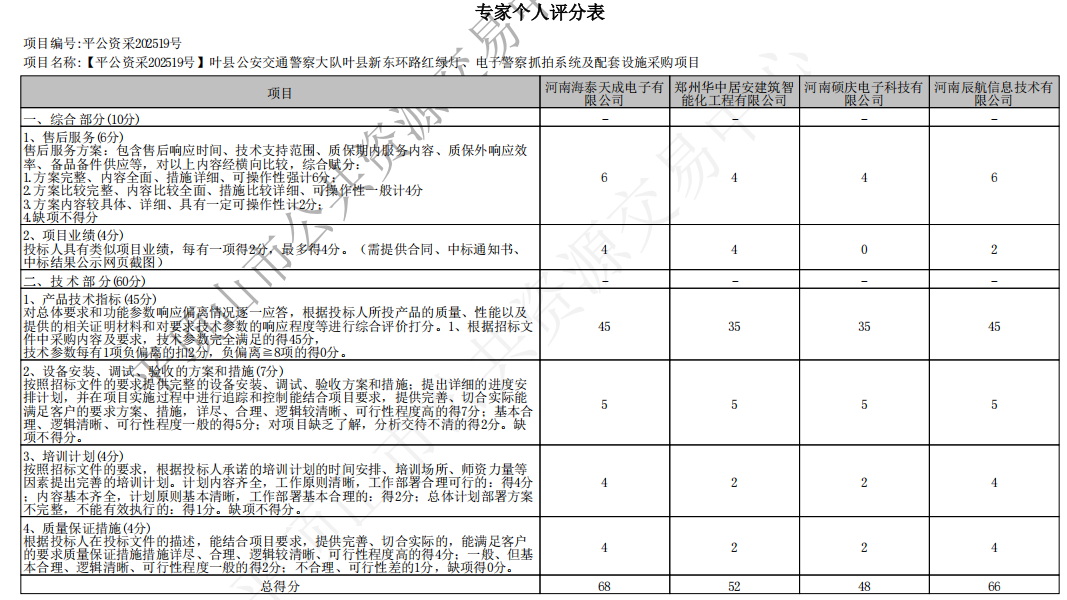 专家个人评分表
项目编号:平公资采202519号
项目名称:【平公资采202519号】叶县公安交通警察大队叶县新东环路红绿灯、电子警察抓拍系统及配套设施采购项目
项目 河南海泰天成电子有限公司 郑州华中居安建筑智能化工程有限公司 河南硕庆电子科技有限公司 河南辰航信息技术有限公司
一、综合部分(10分) - - - -
1、售后服务(6分)
售后服务方案：包含售后响应时间、技术支持范围、质保期内服务内容、质保外响应效
率、备品备件供应等，对以上内容经横向比较，综合赋分：
1.方案完整、内容全面、措施详细、可操作性强计6分；
2.方案比较完整、内容比较全面、措施比较详细、可操作性一般计4分
3.方案内容较具体、详细、具有一定可操作性计2分；
4.缺项不得分
6 4 4 6
2、项目业绩(4分)
投标人具有类似项目业绩，每有一项得2分，最多得4分。（需提供合同、中标通知书、
中标结果公示网页截图）
4 4 0 2
二、技术部分(60分) - - - -
1、产品技术指标(45分)
对总体要求和功能参数响应偏离情况逐一应答，根据投标人所投产品的质量、性能以及
提供的相关证明材料和对要求技术参数的响应程度等进行综合评价打分。1、根据招标文
件中采购内容及要求，技术参数完全满足的得45分，
技术参数每有1项负偏离的扣2分，负偏离≧8项的得0分。
45 35 35 45
2、设备安装、调试、验收的方案和措施(7分)
按照招标文件的要求提供完整的设备安装、调试、验收方案和措施；提出详细的进度安
排计划，并在项目实施过程中进行追踪和控制能结合项目要求，提供完善、切合实际能
满足客户的要求方案、措施，详尽、合理、逻辑较清晰、可行性程度高的得7分；基本合
理、逻辑清晰、可行性程度一般的得5分；对项目缺乏了解，分析交待不清的得2分。缺
项不得分。
5 5 5 5
3、培训计划(4分)
按照招标文件的要求，根据投标人承诺的培训计划的时间安排、培训场所、师资力量等
因素提出完善的培训计划。计划内容齐全，工作原则清晰，工作部署合理可行的：得4分
；内容基本齐全，计划原则基本清晰，工作部署基本合理的：得2分；总体计划部署方案
不完整，不能有效执行的：得1分。缺项不得分。
4 2 2 4
4、质量保证措施(4分)
根据投标人在投标文件的描述，能结合项目要求，提供完善、切合实际的，能满足客户
的要求质量保证措施措施详尽、合理、逻辑较清晰、可行性程度高的得4分；一般、但基
本合理、逻辑清晰、可行性程度一般的得2分；不合理、可行性差的1分，缺项得0分。
4 2 2 4
总得分 68 52 48 66
平顶山市公共资源交易中心